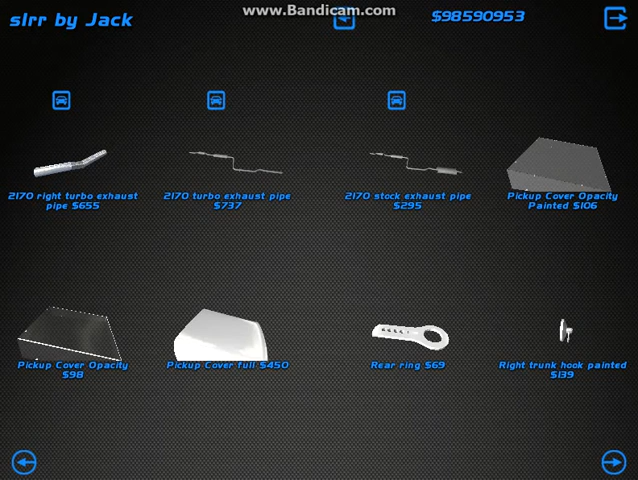 www.Bandicam.com
slrr by Jack
$98590953
2170 right turbo exhaust
pipe $655
2170 turbo exhaust pipe
$737
2170 stock exhaust pipe
$295
Pickup Cover Opacity
Painted $106
Pickup Cover Opacity
$98
Pickup Cover full $450
Rear ring $69
Right trunk hook painted
$139